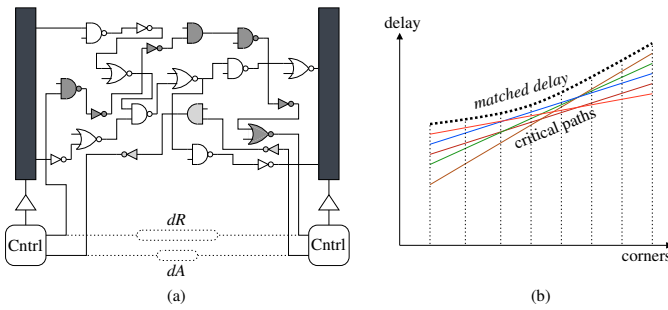 dR
Cntrl
Cntrl
dA
(a)
delay
matched delay
critical paths
corners
(b)